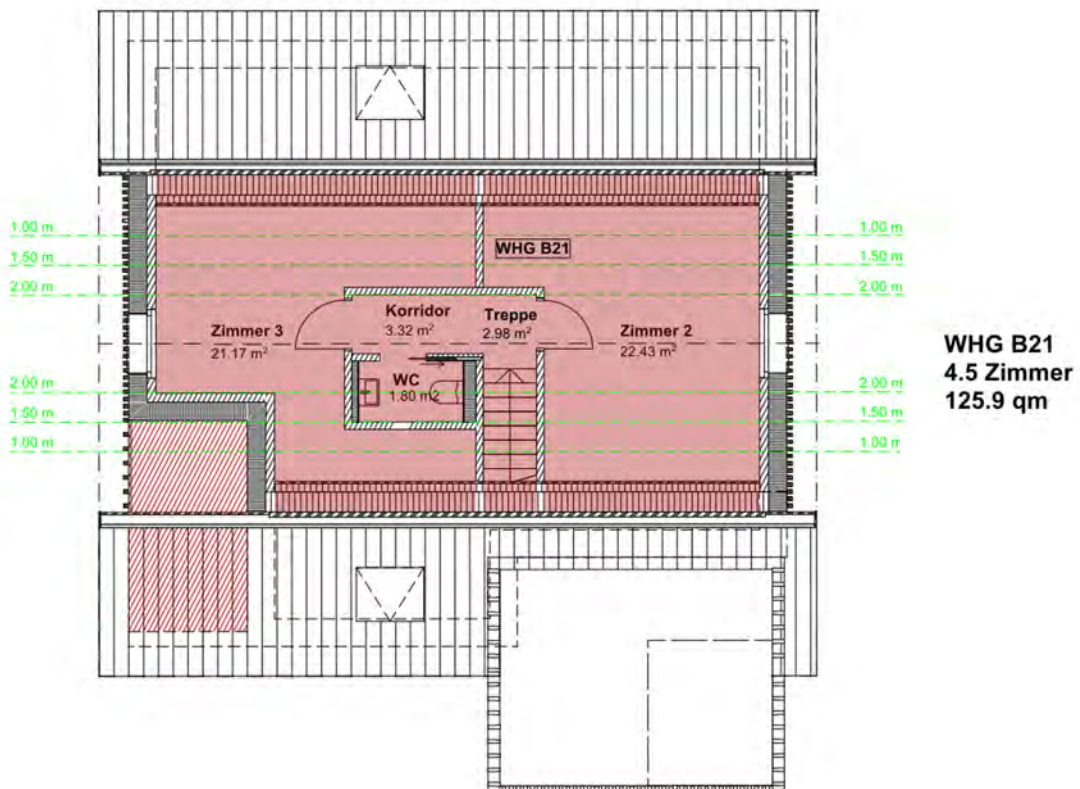 1.00 m
1.00 m
WHG B21
1.50 m
1.50 m
2.00 m
2.00 m
Korridor
3.32 m²
Treppe
2.98 m²
Zimmer 3
21.17 m²
Zimmer 2
22.43 m²
WHG B21
4.5 Zimmer
125.9 qm
WC
1.80 m2
2.00 m
2.00 m
1.50 m
1.50 m
1.00 m
1.00 m